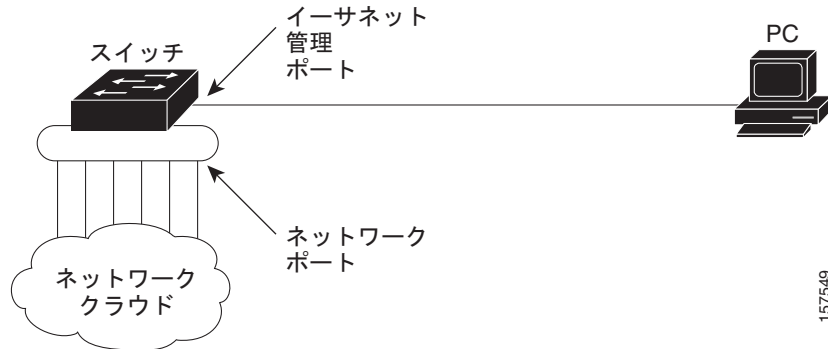 イーサネット
管理
ポート
スイッチ
PC
ネットワーク
ポート
ネットワーク
クラウド
157549